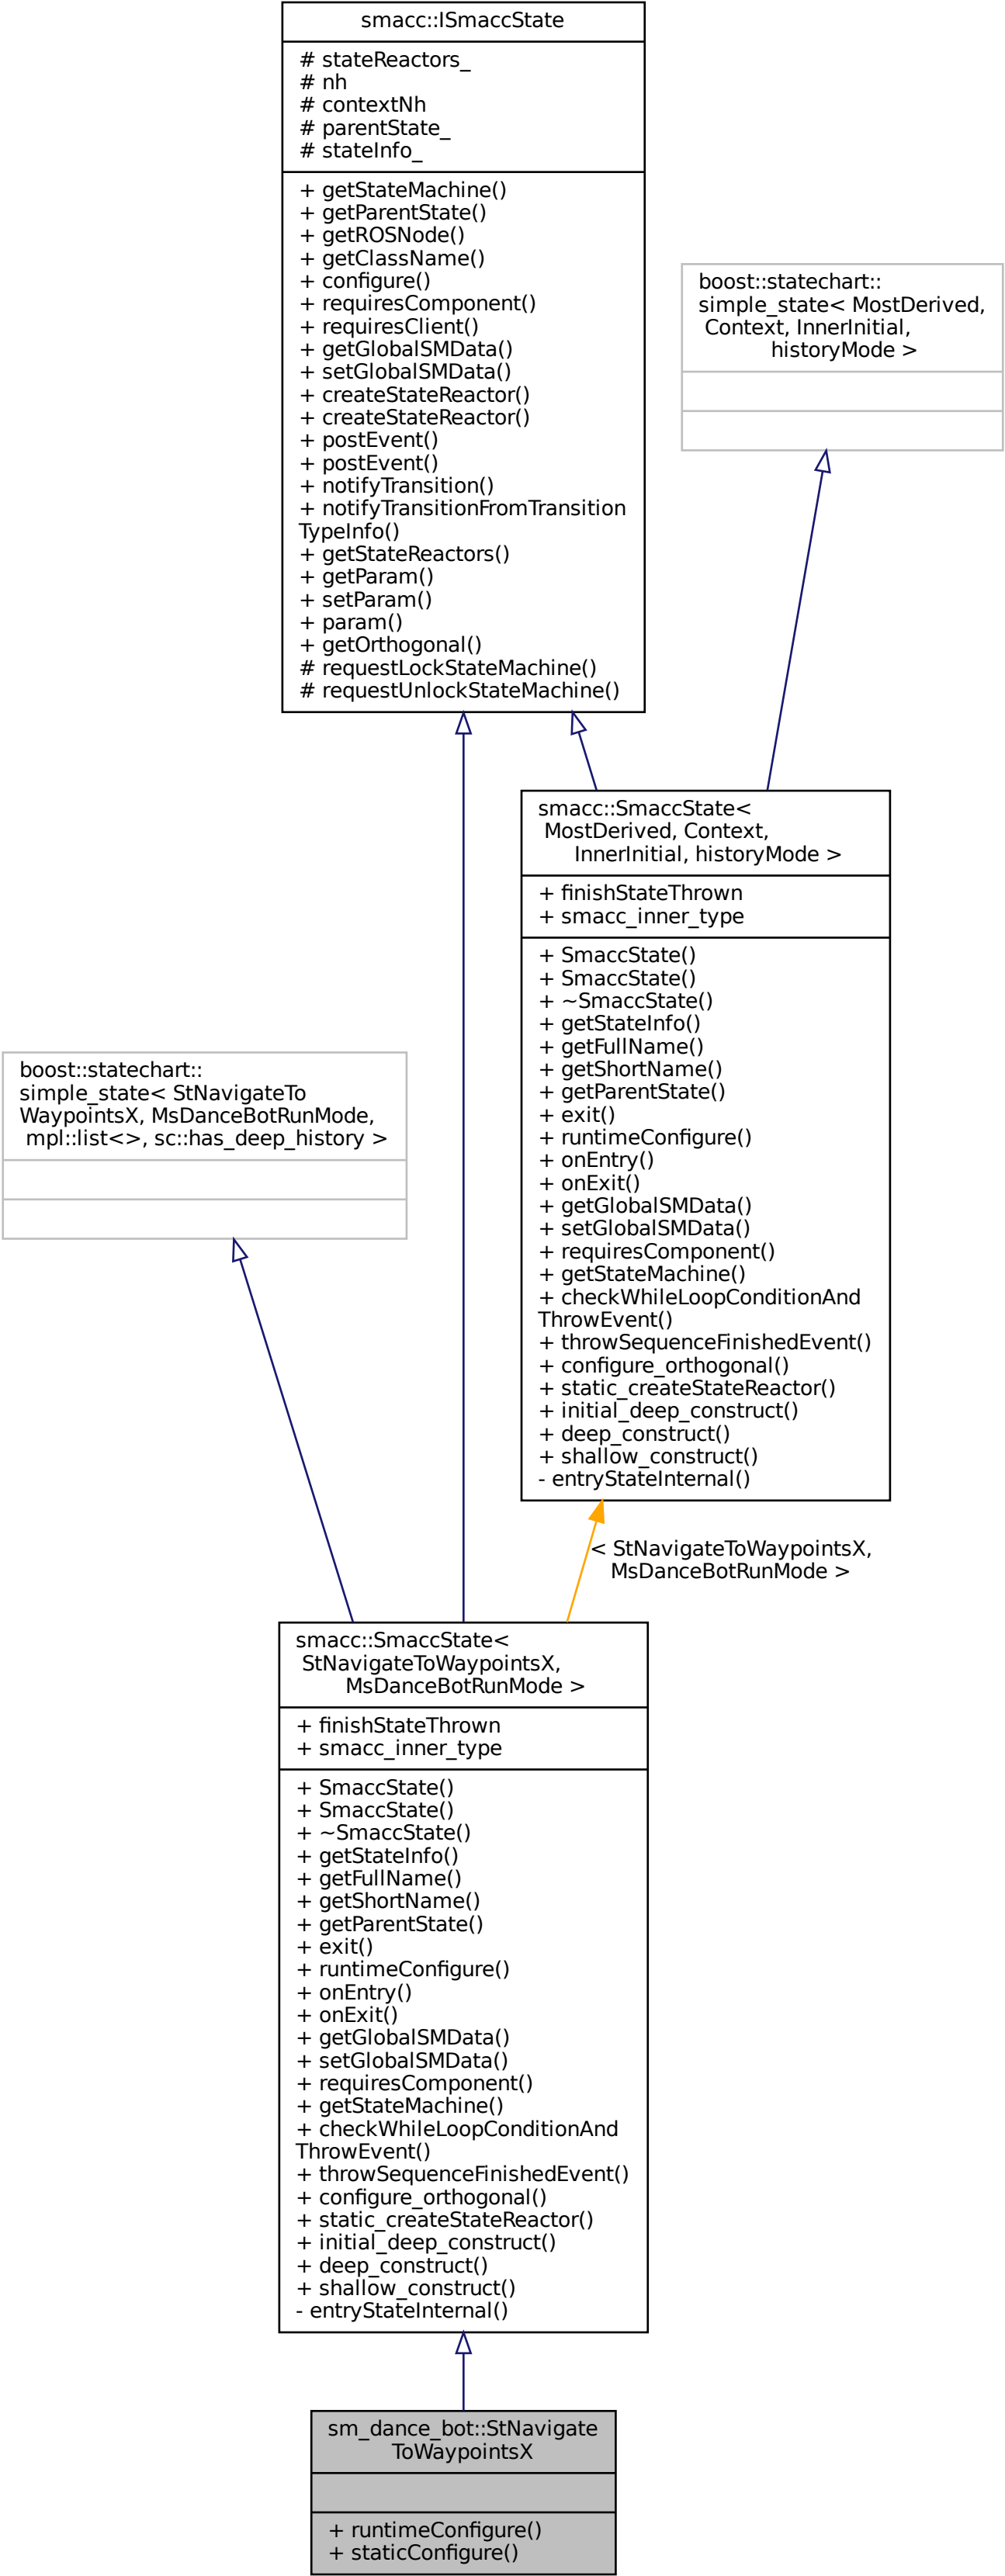 smacc::ISmaccState
# stateReactors_
# nh
# contextNh
# parentState_
# stateInfo_
+ getStateMachine()
+ getParentState()
+ getROSNode()
+ getClassName()
+ configure()
+ requiresComponent()
+ requiresClient()
+ getGlobalSMData()
+ setGlobalSMData()
+ createStateReactor()
+ createStateReactor()
+ postEvent()
+ postEvent()
+ notifyTransition()
+ notifyTransitionFromTransition
TypeInfo()
+ getStateReactors()
+ getParam()
+ setParam()
+ param()
+ getOrthogonal()
# requestLockStateMachine()
# requestUnlockStateMachine()
boost::statechart::
simple_state< MostDerived,
Context, InnerInitial,
historyMode >
smacc::SmaccState<
MostDerived, Context,
InnerInitial, historyMode >
+ finishStateThrown
+ smacc_inner_type
+ SmaccState()
+ SmaccState()
+ ~SmaccState()
+ getStateInfo()
+ getFullName()
+ getShortName()
+ getParentState()
+ exit()
+ runtimeConfigure()
+ onEntry()
+ onExit()
+ getGlobalSMData()
+ setGlobalSMData()
+ requiresComponent()
+ getStateMachine()
+ checkWhileLoopConditionAnd
ThrowEvent()
+ throwSequenceFinishedEvent()
+ configure_orthogonal()
+ static_createStateReactor()
+ initial_deep_construct()
+ deep_construct()
+ shallow_construct()
- entryStateInternal()
boost::statechart::
simple_state< StNavigateTo
WaypointsX, MsDanceBotRunMode,
mpl::list<>, sc::has_deep_history >
< StNavigateToWaypointsX,
MsDanceBotRunMode >
smacc::SmaccState<
StNavigateToWaypointsX,
MsDanceBotRunMode >
+ finishStateThrown
+ smacc_inner_type
+ SmaccState()
+ SmaccState()
+ ~SmaccState()
+ getStateInfo()
+ getFullName()
+ getShortName()
+ getParentState()
+ exit()
+ runtimeConfigure()
+ onEntry()
+ onExit()
+ getGlobalSMData()
+ setGlobalSMData()
+ requiresComponent()
+ getStateMachine()
+ checkWhileLoopConditionAnd
ThrowEvent()
+ throwSequenceFinishedEvent()
+ configure_orthogonal()
+ static_createStateReactor()
+ initial_deep_construct()
+ deep_construct()
+ shallow_construct()
- entryStateInternal()
sm_dance_bot::StNavigate
ToWaypointsX
+ runtimeConfigure()
+ staticConfigure()